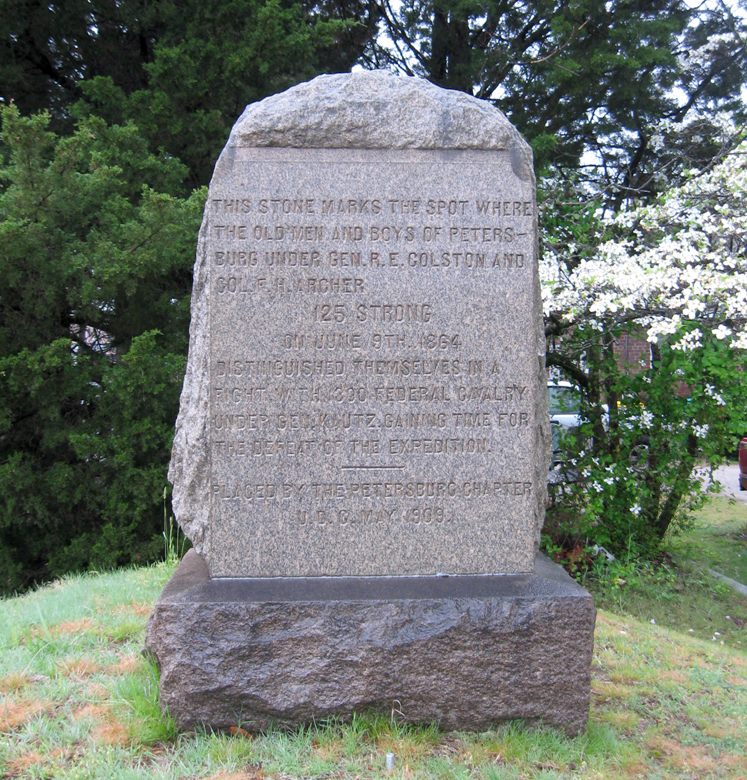 THIS STONE MARKS THE SPOT WHERE
THE OLD MEN AND BOYS OF PETERS-
BURG UNDER GEN. R. E. COLSTON AND
COL. F. H. ARCHER
125 STRONG
ON JUNE 9TH. 1864
DISTINGUISHED THEMSELVES IN A
FIGHT WITH 1300 FEDERAL CAVALRY
UNDER GEN. KAUTZ, GAINING TIME FOR
THE DEFEAT OF THE EXPEDITION.
PLACED BY THE PETERSBURG CHAPTER
U. D. C. MAY 1909.